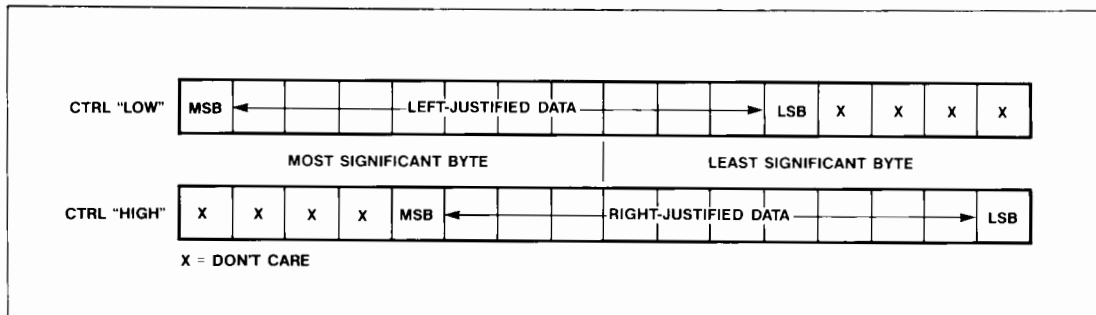 CTRL “LOW” MSB LEFT-JUSTIFIED DATA LSB X X X X
MOST SIGNIFICANT BYTE LEAST SIGNIFICANT BYTE
CTRL “HIGH” X X X X MSB RIGHT-JUSTIFIED DATA LSB
X = DON'T CARE